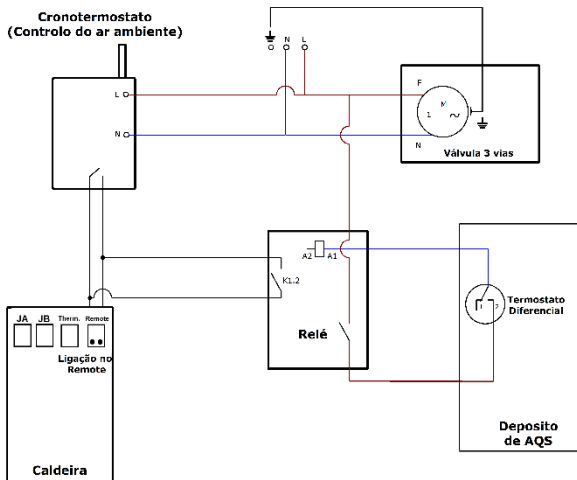 Cronotermostato
(Controlo do ar ambiente)
N L
L
F
M
1
N
N
Válvula 3 vias
A2 A1
K1.2
Relé
1 2
Termostato
Diferencial
Deposito
de AQS
JA JB Therm. Remote
Ligação no
Remote
Caldeira